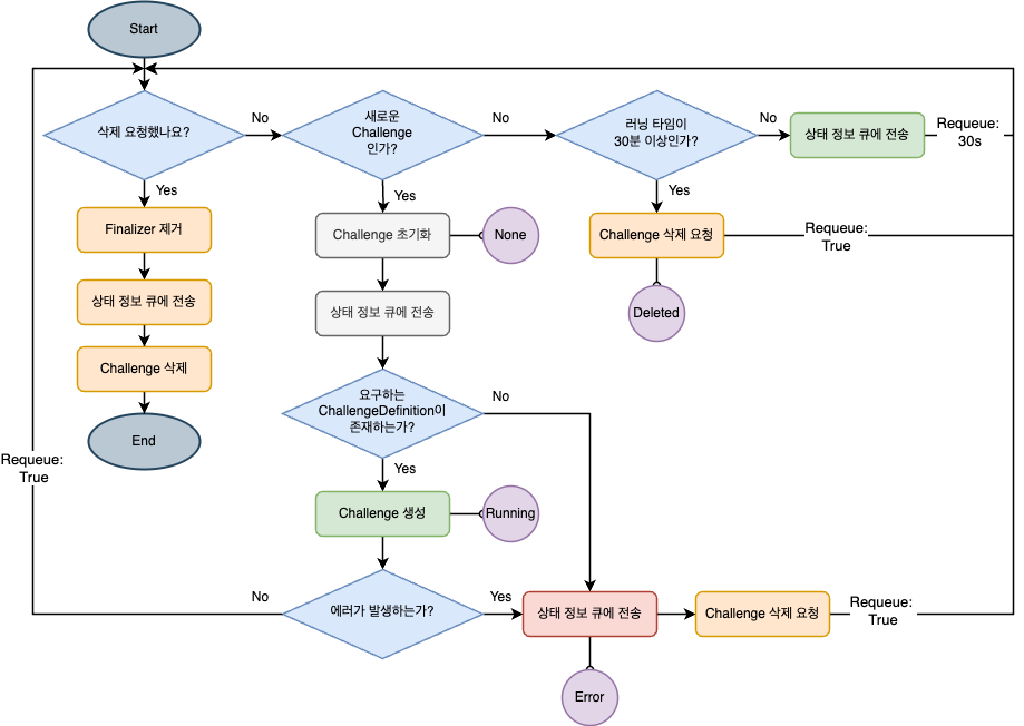 Start
삭제 요청했나요?
No
새로운
Challenge
인가?
No
러닝 타임이
30분 이상인가?
No
상태 정보 큐에 전송
Requeue:
30s
Yes
Finalizer 제거
상태 정보 큐에 전송
Challenge 삭제
End
Yes
Challenge 초기화
None
상태 정보 큐에 전송
Yes
Challenge 삭제 요청
Requeue:
True
Deleted
요구하는
ChallengeDefinition이
존재하는가?
No
Yes
Challenge 생성
Running
Requeue:
True
에러가 발생하는가?
No
Yes
상태 정보 큐에 전송
Challenge 삭제 요청
Requeue:
True
Error